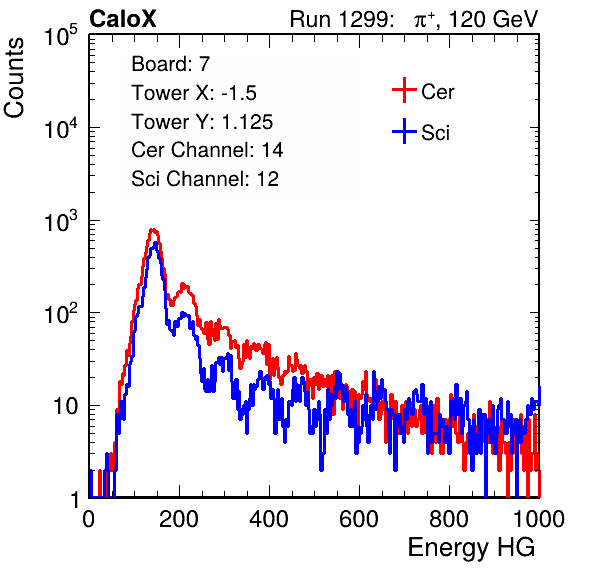 CaloX Run 1299: π⁺, 120 GeV
Counts
10⁵
10⁴
10³
10²
10
1
Board: 7
Tower X: -1.5
Tower Y: 1.125
Cer Channel: 14
Sci Channel: 12
Cer
Sci
0 200 400 600 800 1000
Energy HG